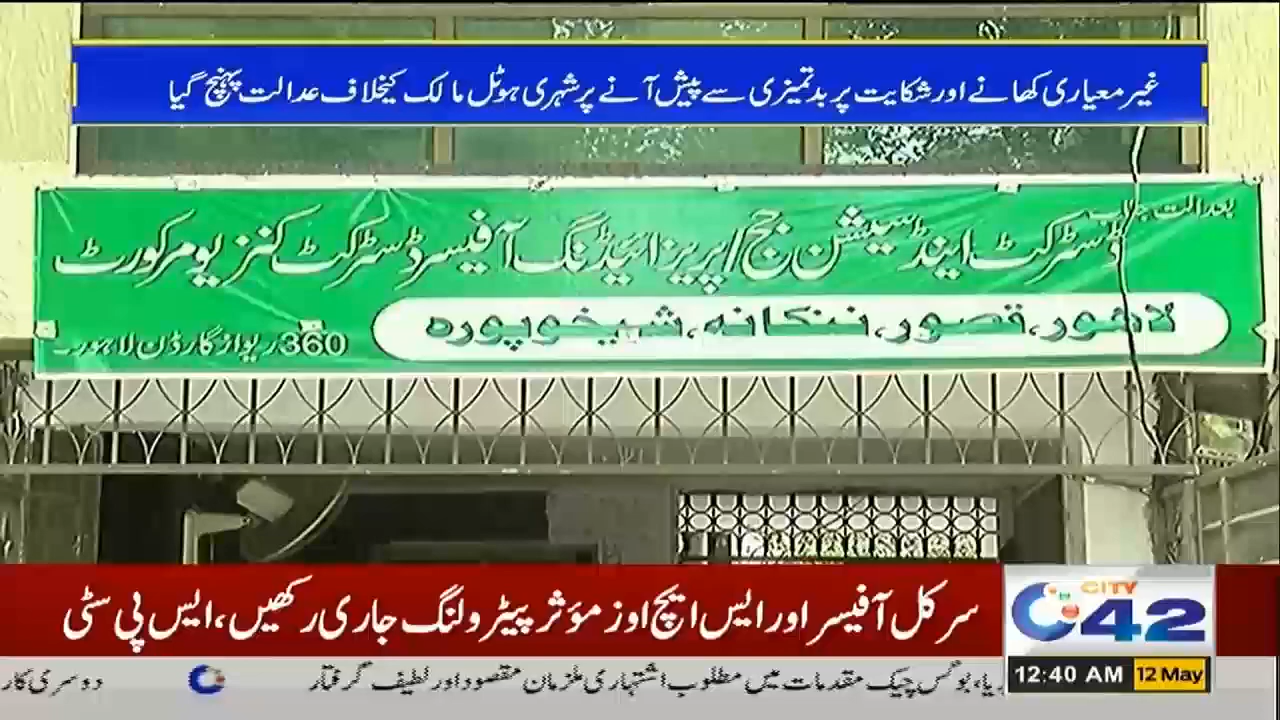 غیر معیاری کھانے اور شکایت پر بدتمیزی سے پیش آنے پر شہری ہوٹل مالک کیخلاف عدالت پہنچ گیا
بعدالت جناب
ڈسٹرکٹ اینڈ سیشن جج/پریزائیڈنگ آفیسر ڈسٹرکٹ کنزیومر کورٹ
لاہور، قصور، ننکانہ، شیخوپورہ
360 ریواز گارڈن لاہور۔
سرکل آفیسر اور ایس ایچ اوز مؤثر پیٹرولنگ جاری رکھیں، ایس پی سٹی
CITY
42
یا، بوگس چیک مقدمات میں مطلوب اشتہاری ملزمان مقصود اور لطیف گرفتار
دوسری کار
12:40 AM 12 May